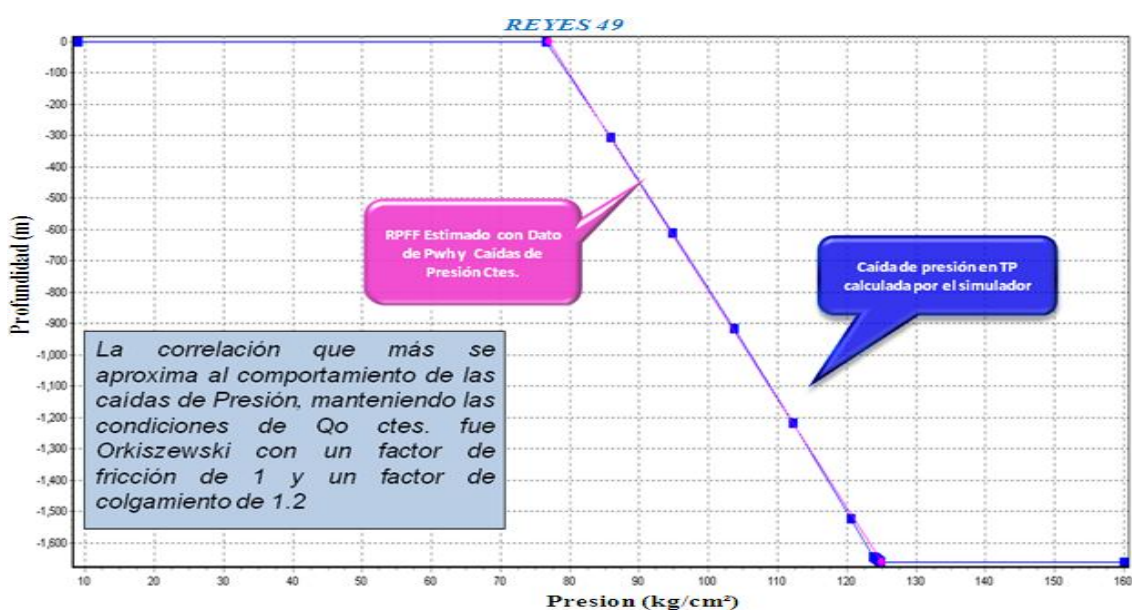 REYES 49
0
-100
-200
-300
-400
-500
-600
-700
-800
-900
-1,000
-1,100
-1,200
-1,300
-1,400
-1,500
-1,600
Profundidad (m)
RPFF Estimado con Dato
de Pwh y Caídas de
Presión Ctes.
Caída de presión en TP
calculada por el simulador
La correlación que más se
aproxima al comportamiento de las
caídas de Presión, manteniendo las
condiciones de Qo ctes. fue
Orkiszewski con un factor de
fricción de 1 y un factor de
colgamiento de 1.2
10 20 30 40 50 60 70 80 90 100 110 120 130 140 150 160
Presion (kg/cm²)